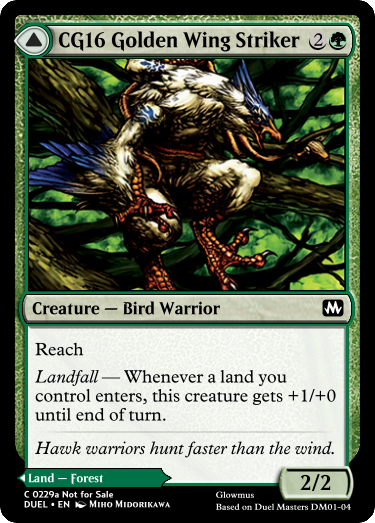 CG16 Golden Wing Striker 2
Creature — Bird Warrior
Reach
Landfall — Whenever a land you
control enters, this creature gets +1/+0
until end of turn.
Hawk warriors hunt faster than the wind.
Land — Forest
2/2
C 0229a Not for Sale
DUEL • EN Miho Midorikawa
Glowmus
Based on Duel Masters DM01-04